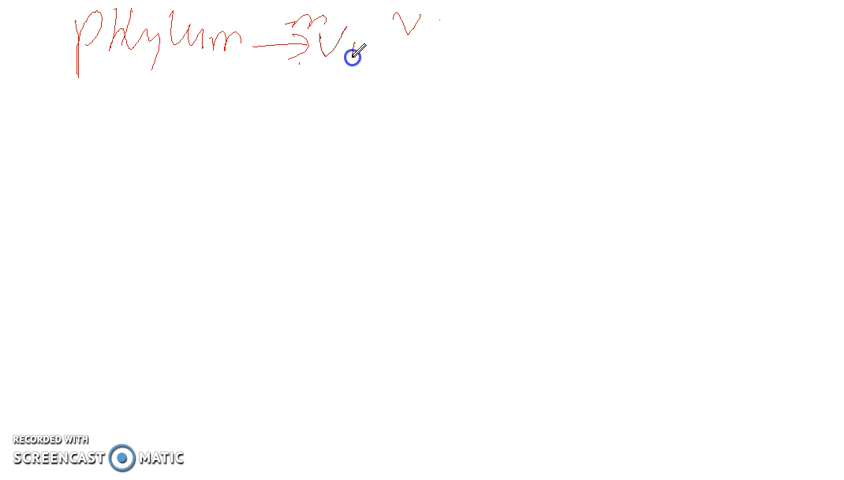 phylum →
RECORDED WITH
SCREENCAST MATIC